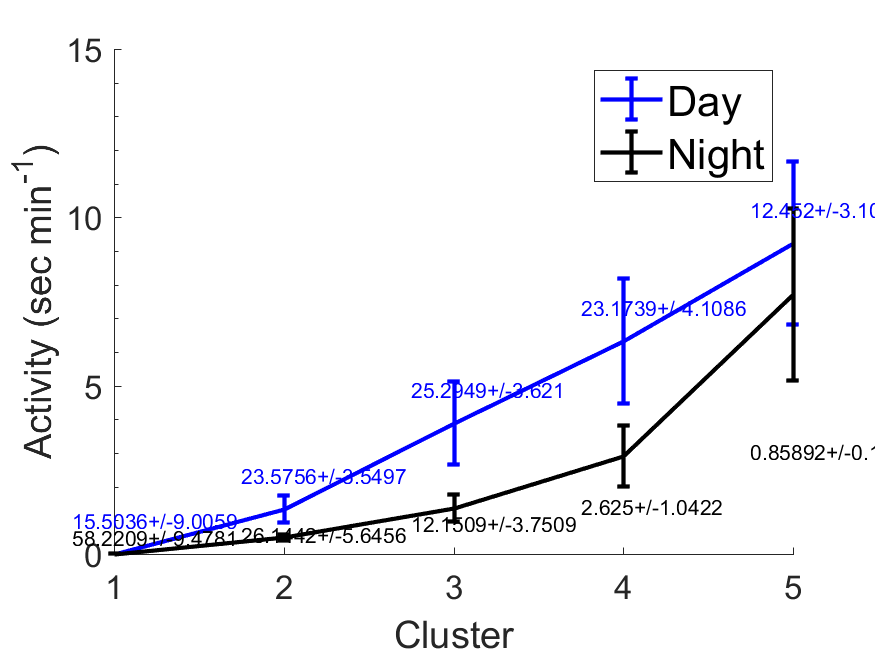 15
Day
Night
12.452+/-3.10
10
23.1739+/-4.1086
5
25.2949+/-3.621
23.5756+/-3.5497
0.85892+/-0.1
2.625+/-1.0422
12.1509+/-3.7509
15.5036+/-9.0059
58.2209+/-9.4781
26.1442+/-5.6456
0
1 2 3 4 5
Cluster
Activity (sec min-1)